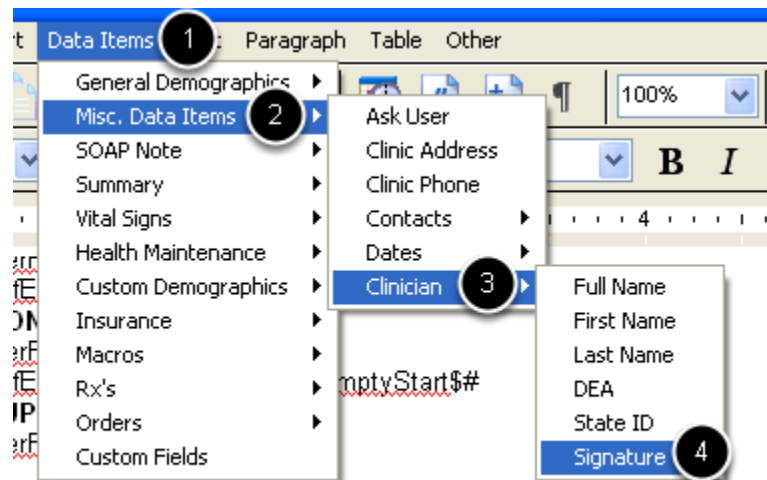 Data Items 1 Paragraph Table Other
General Demographics
Misc. Data Items 2
SOAP Note
Summary
Vital Signs
Health Maintenance
Custom Demographics
Insurance
Macros
Rx's
Orders
Custom Fields
100%
B I
4
Ask User
Clinic Address
Clinic Phone
Contacts
Dates
Clinician 3
Full Name
First Name
Last Name
DEA
State ID
Signature 4
mptyStart$#